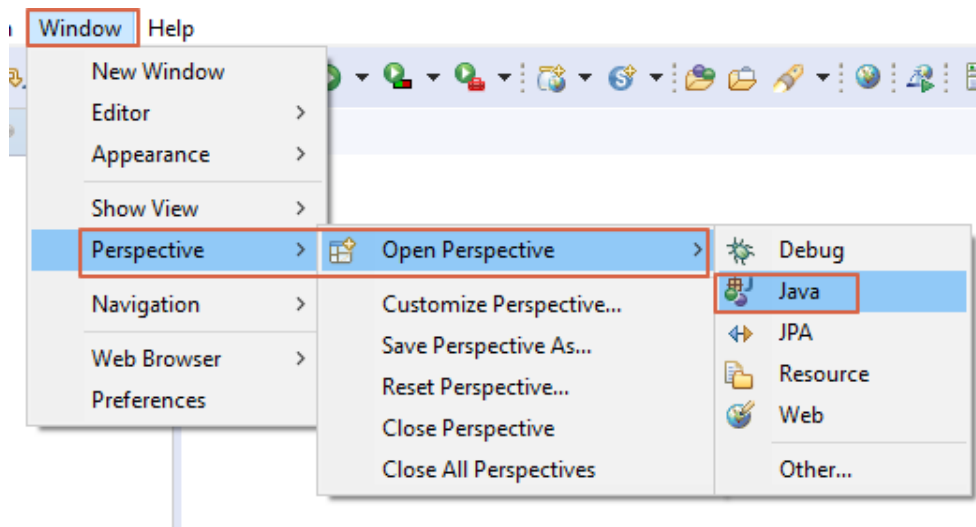 Window Help
New Window
Editor
Appearance
Show View
Perspective
Navigation
Web Browser
Preferences
Open Perspective
Customize Perspective...
Save Perspective As...
Reset Perspective...
Close Perspective
Close All Perspectives
Debug
Java
JPA
Resource
Web
Other...